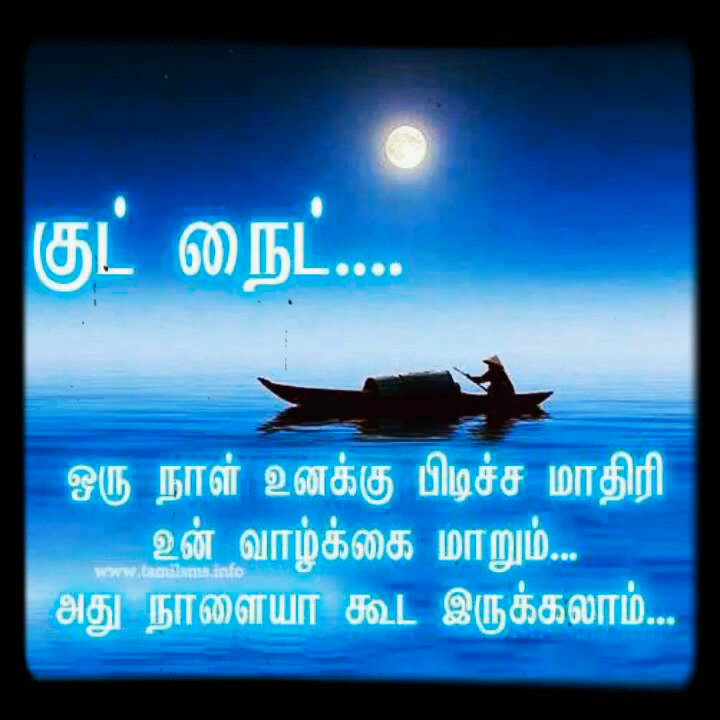 குட் நைட்....
ஒரு நாள் உனக்கு பிடிச்ச மாதிரி
உன் வாழ்க்கை மாறும்...
www.tamilsms.info
அது நாளையா கூட இருக்கலாம்...